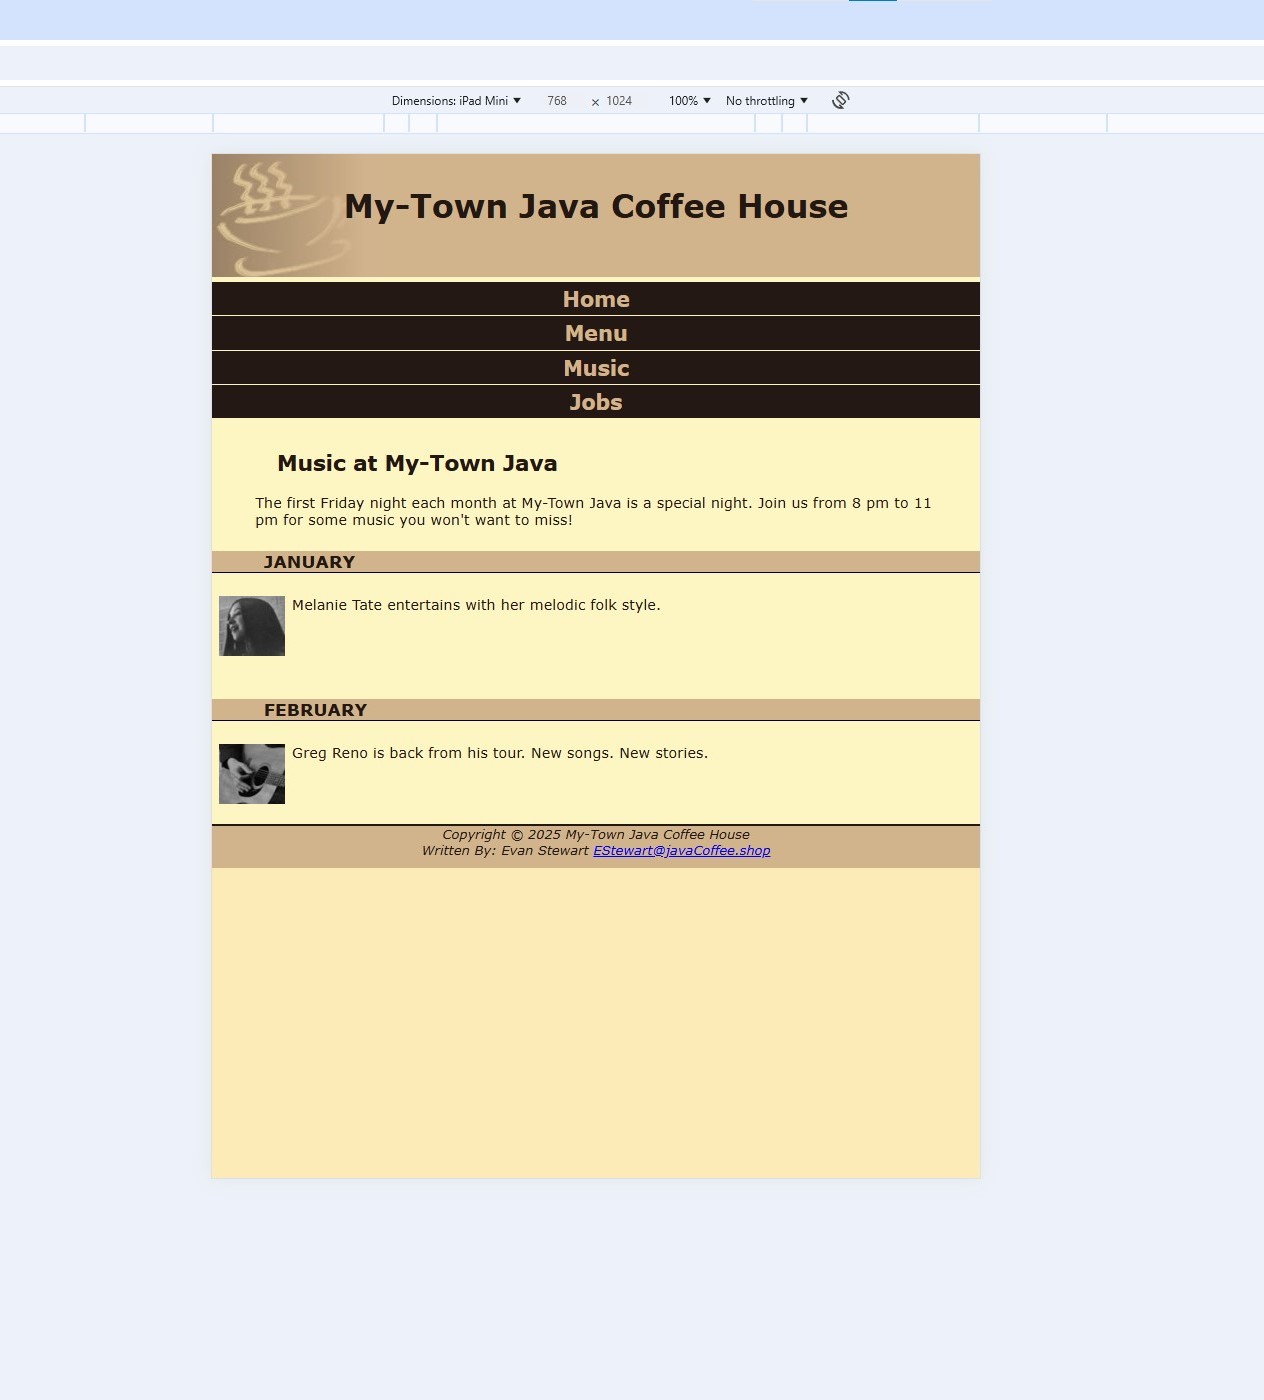 Dimensions: iPad Mini 768 × 1024 100% No throttling
My-Town Java Coffee House
Home
Menu
Music
Jobs
Music at My-Town Java
The first Friday night each month at My-Town Java is a special night. Join us from 8 pm to 11
pm for some music you won't want to miss!
JANUARY
Melanie Tate entertains with her melodic folk style.
FEBRUARY
Greg Reno is back from his tour. New songs. New stories.
Copyright © 2025 My-Town Java Coffee House
Written By: Evan Stewart EStewart@javaCoffee.shop